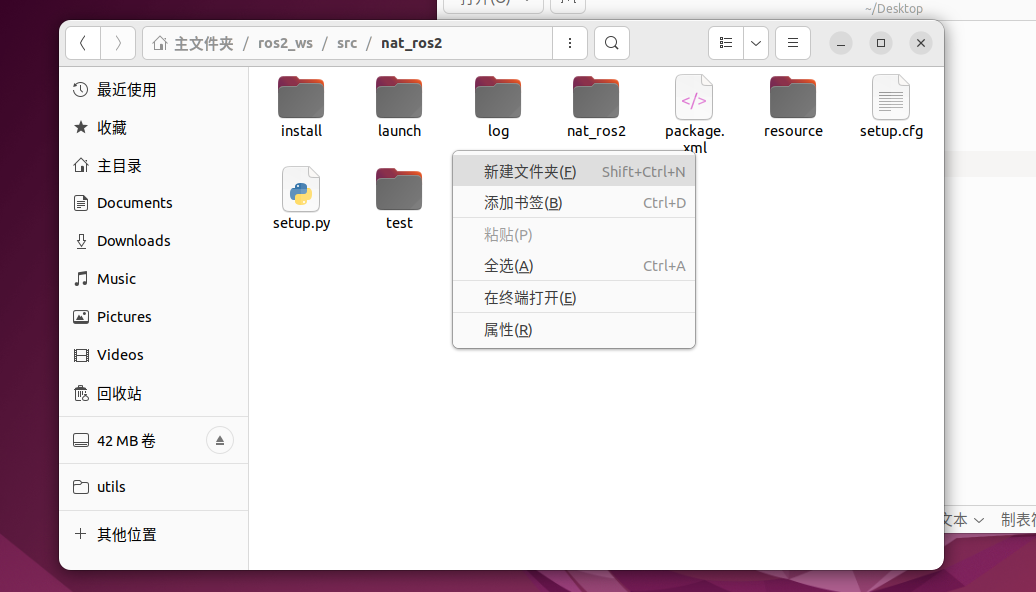 ~/Desktop
主文件夹 / ros2_ws / src / nat_ros2
最近使用
收藏
主目录
Documents
Downloads
Music
Pictures
Videos
回收站
42 MB 卷
utils
其他位置
install
launch
log
nat_ros2
package.
xml
resource
setup.cfg
setup.py
test
新建文件夹(F) Shift+Ctrl+N
添加书签(B) Ctrl+D
粘贴(P)
全选(A) Ctrl+A
在终端打开(E)
属性(R)
文本
制表